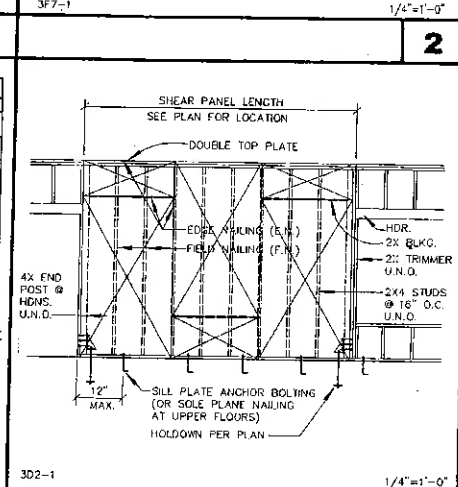 3F7-1
1/4"=1'-0"
2
SHEAR PANEL LENGTH
SEE PLAN FOR LOCATION
DOUBLE TOP PLATE
EDGE NAILING (E.N.)
FIELD NAILING (F.N.)
HDR.
2X BLKG.
2X TRIMMER
U.N.O.
4X END
POST @
HDNS.
U.N.O.
2X4 STUDS
@ 16" O.C.
U.N.O.
12"
MAX.
SILL PLATE ANCHOR BOLTING
(OR SOLE PLANE NAILING
AT UPPER FLOORS)
HOLDOWN PER PLAN
3D2-1
1/4"=1'-0"